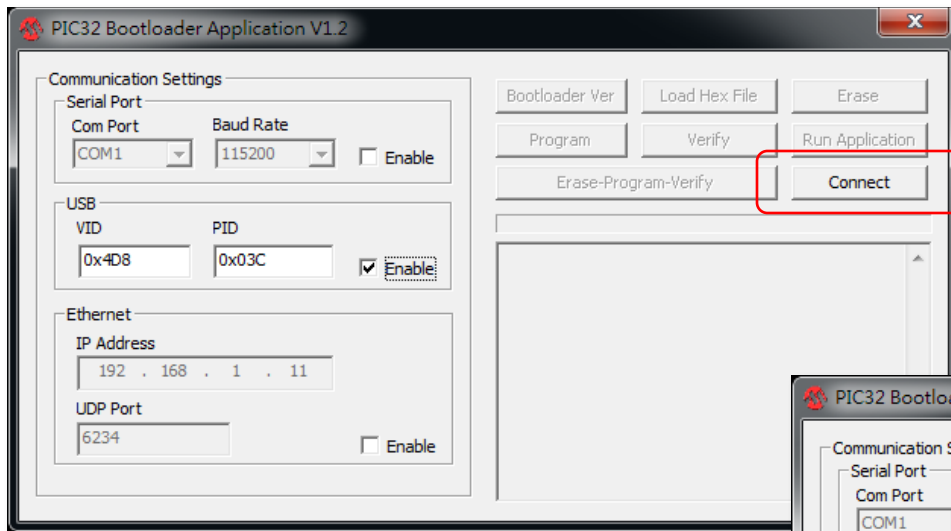 PIC32 Bootloader Application V1.2
Communication Settings
Serial Port
Com Port Baud Rate
COM1 115200 Enable
USB
VID PID
0x4D8 0x03C Enable
Ethernet
IP Address
192 . 168 . 1 . 11
UDP Port
6234 Enable
Bootloader Ver Load Hex File Erase
Program Verify Run Application
Erase-Program-Verify Connect
PIC32 Bootloa
Communication S
Serial Port
Com Port
COM1